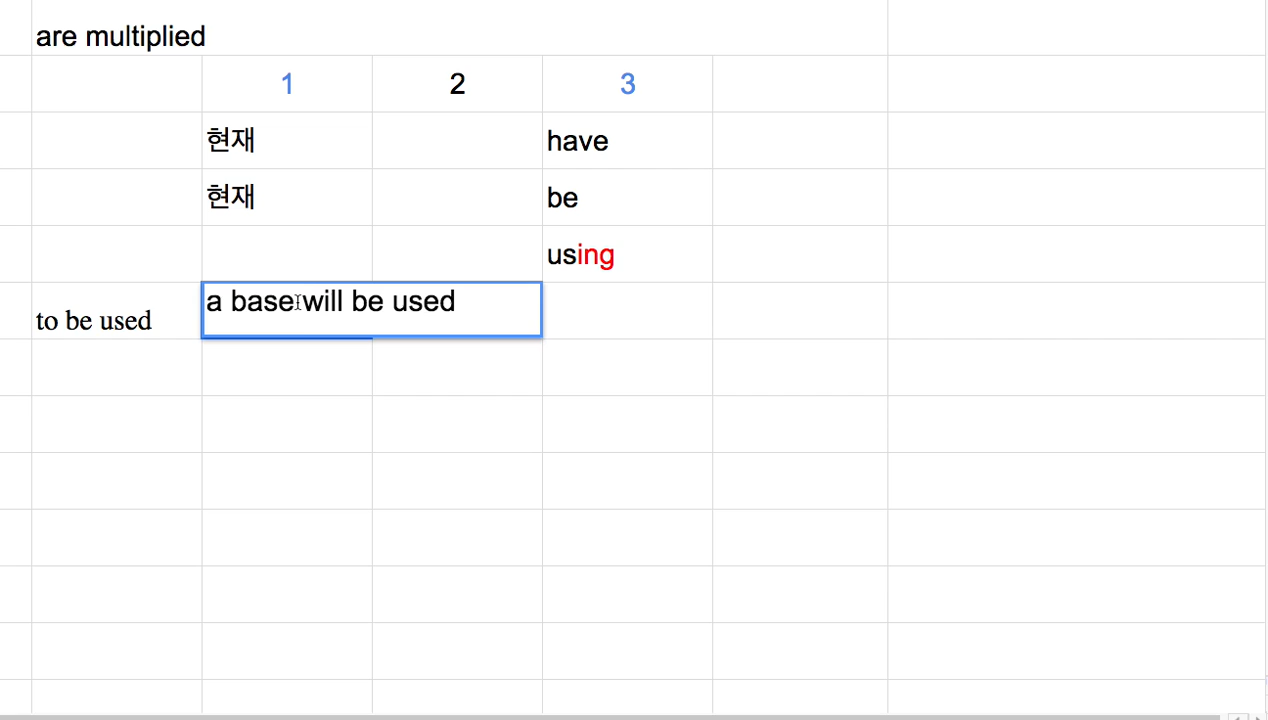 are multiplied
1 2 3
현재 have
현재 be
using
to be used a base will be used